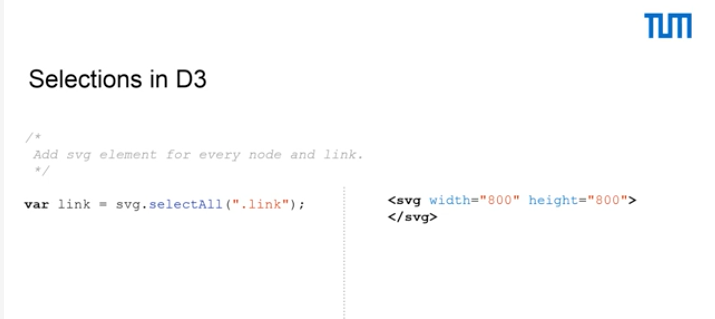 TUM
Selections in D3
/*
Add svg element for every node and link.
*/
var link = svg.selectAll(".link");
<svg width="800" height="800">
</svg>